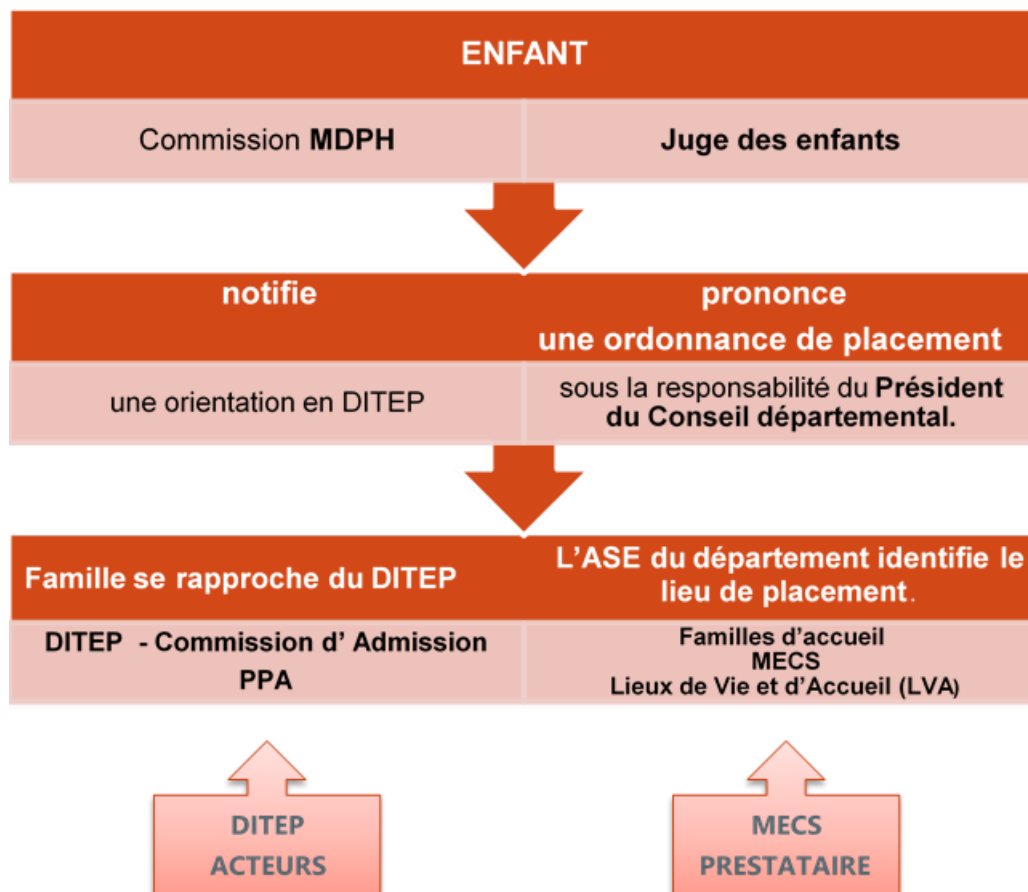 ENFANT
Commission MDPH
Juge des enfants
notifie
prononce
une ordonnance de placement
une orientation en DITEP
sous la responsabilité du Président
du Conseil départemental.
Famille se rapproche du DITEP
L'ASE du département identifie le
lieu de placement.
DITEP - Commission d' Admission
PPA
Familles d'accueil
MECS
Lieux de Vie et d'Accueil (LVA)
DITEP
ACTEURS
MECS
PRESTATAIRE